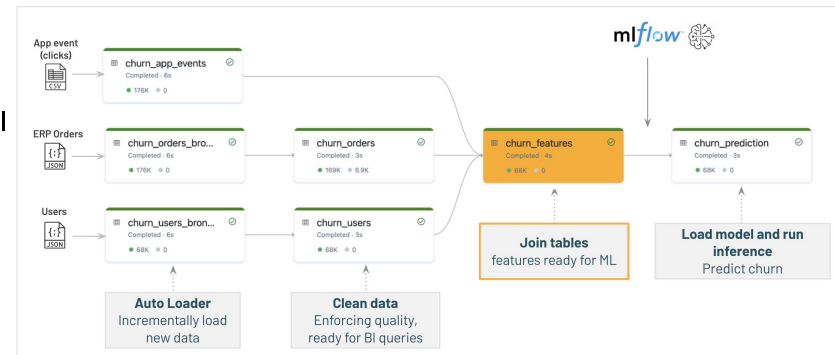 App event
(clicks)
CSV
churn_app_events
Completed · 6s
176K 0
mlflow
ERP Orders
{;}
JSON
churn_orders_bro...
Completed · 6s
176K 0
churn_orders
Completed · 3s
169K 6.9K
churn_features
Completed · 4s
68K 0
churn_prediction
Completed · 3s
68K 0
Users
{;}
JSON
churn_users_bron...
Completed · 6s
68K 0
churn_users
Completed · 3s
68K 0
Join tables
features ready for ML
Load model and run
inference
Predict churn
Auto Loader
Incrementally load
new data
Clean data
Enforcing quality,
ready for BI queries